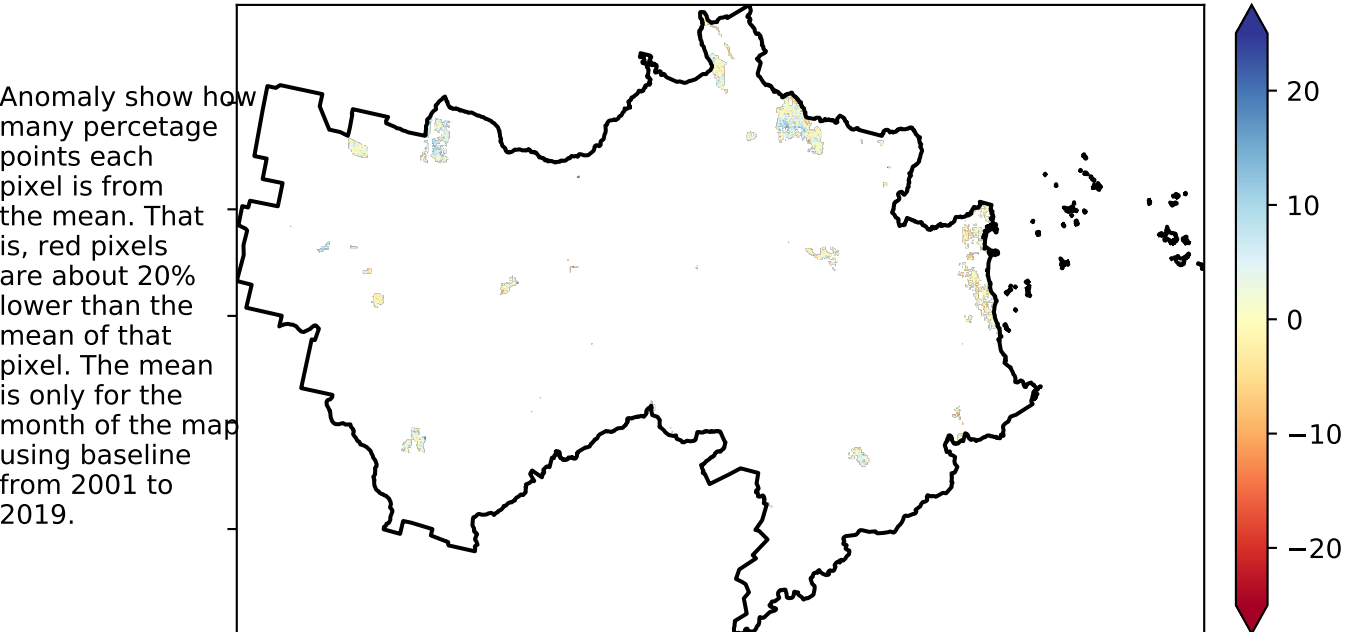 Anomaly show how
many percetage
points each
pixel is from
the mean. That
is, red pixels
are about 20%
lower than the
mean of that
pixel. The mean
is only for the
month of the map
using baseline
from 2001 to
2019.
20
10
0
−10
−20